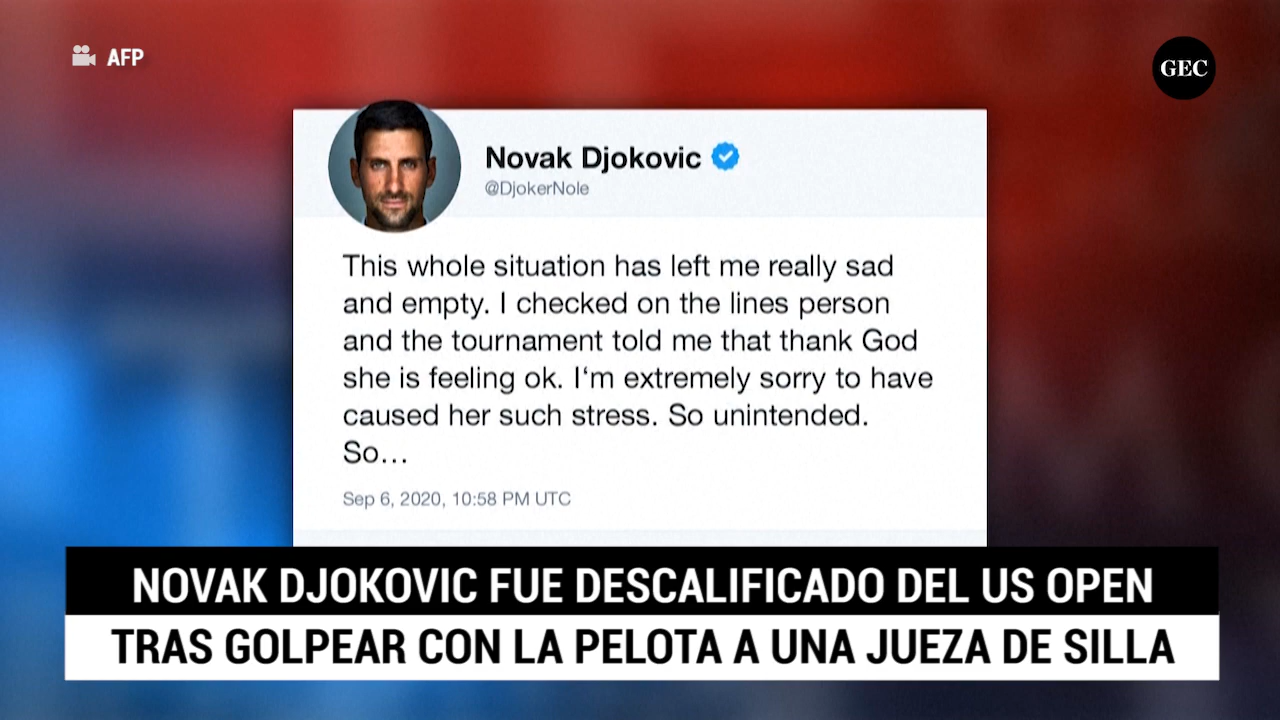 AFP
GEC
Novak Djokovic
@DjokerNole
This whole situation has left me really sad
and empty. I checked on the lines person
and the tournament told me that thank God
she is feeling ok. I‘m extremely sorry to have
caused her such stress. So unintended.
So...
Sep 6, 2020, 10:58 PM UTC
NOVAK DJOKOVIC FUE DESCALIFICADO DEL US OPEN
TRAS GOLPEAR CON LA PELOTA A UNA JUEZA DE SILLA